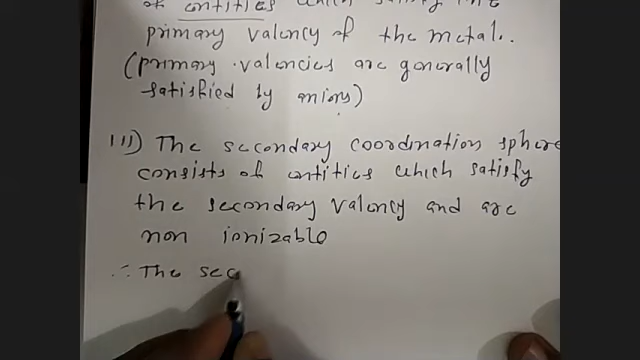 of entities which satisfy the
primary valency of the metal..
(primary valencies are generally
satisfied by anions)
III) The secondary coordination sphere
consists of entities which satisfy
the secondary valency and are
non ionizable
∴ The sec